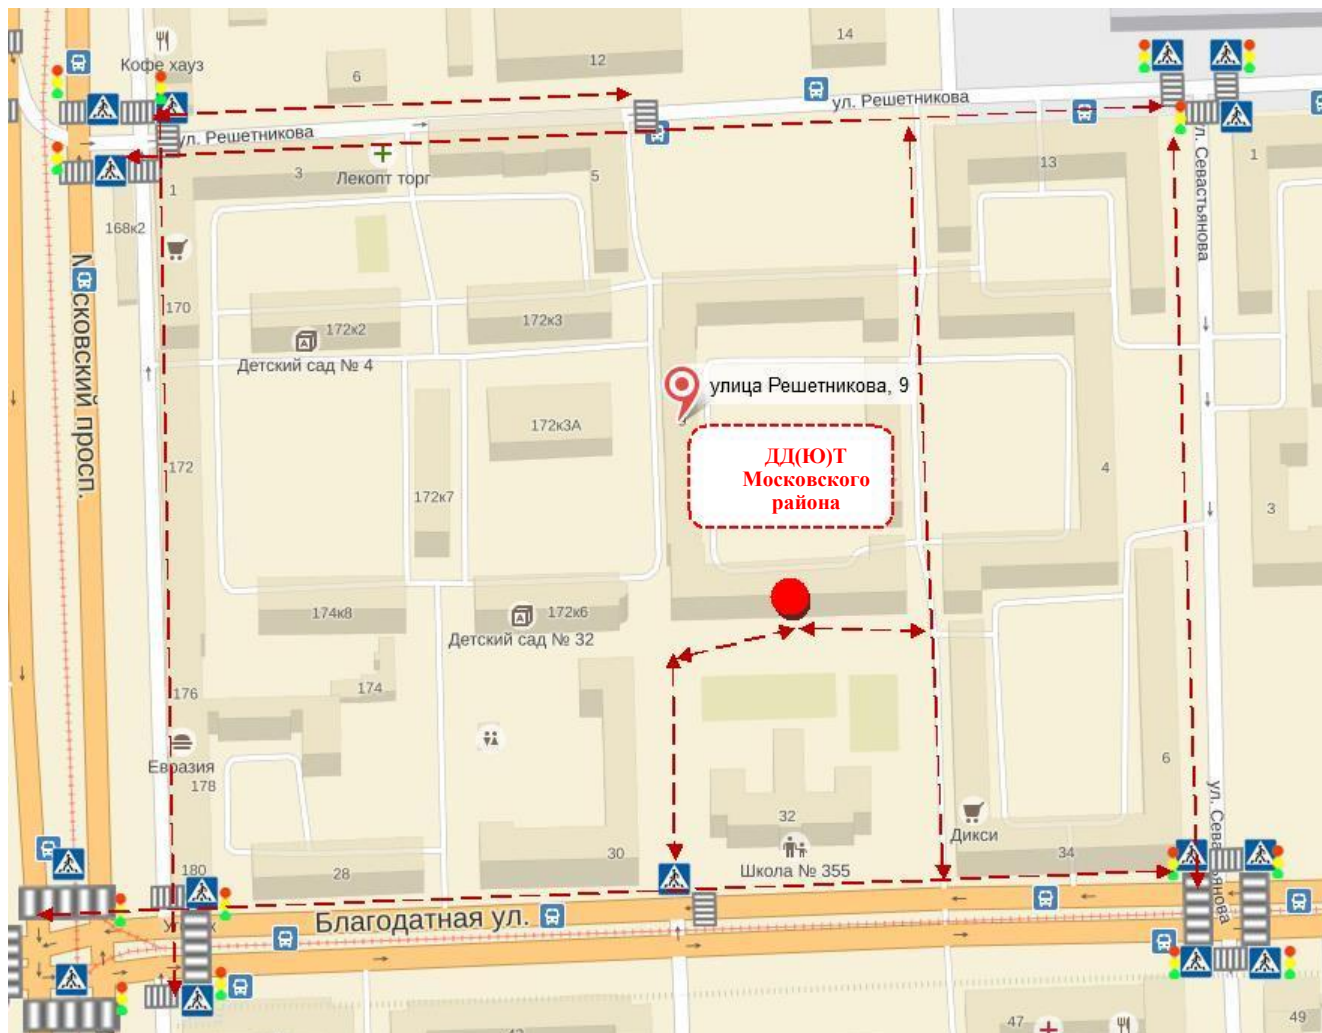 14
12
Кофе хауз
6
ул. Решетникова
ул. Решетникова
13
1
3
Лекопт торг
5
1
ул. Севастьянова
168к2
Московский просп.
170
172к2
172к3
Детский сад № 4
улица Решетникова, 9
9
172к3А
ДД(Ю)Т
Московского
района
172
4
172к7
3
174к8
172к6
Детский сад № 32
174
176
Евразия
178
6
ул. Севастьянова
32
Дикси
30
34
180
28
Школа № 355
Благодатная ул.
47
49